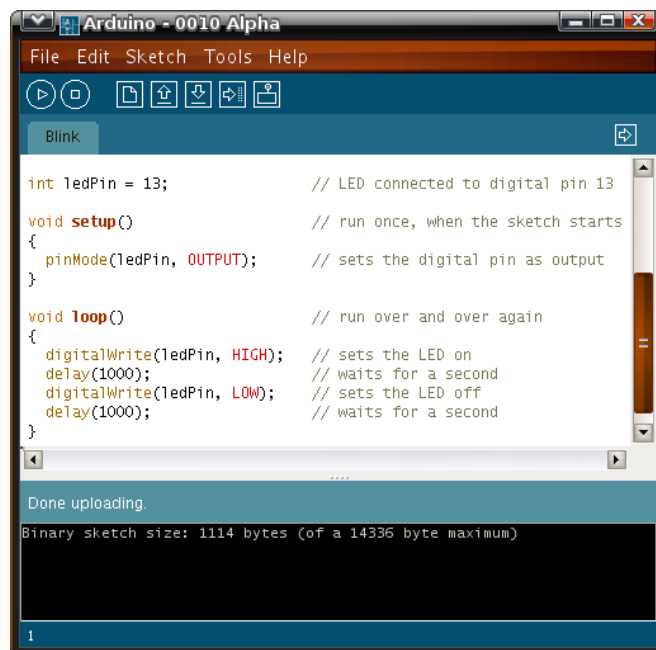 Arduino - 0010 Alpha
File Edit Sketch Tools Help
Blink
int ledPin = 13; // LED connected to digital pin 13
void setup() // run once, when the sketch starts
{
pinMode(ledPin, OUTPUT); // sets the digital pin as output
}
void loop() // run over and over again
{
digitalWrite(ledPin, HIGH); // sets the LED on
delay(1000); // waits for a second
digitalWrite(ledPin, LOW); // sets the LED off
delay(1000); // waits for a second
}
Done uploading.
Binary sketch size: 1114 bytes (of a 14336 byte maximum)
1